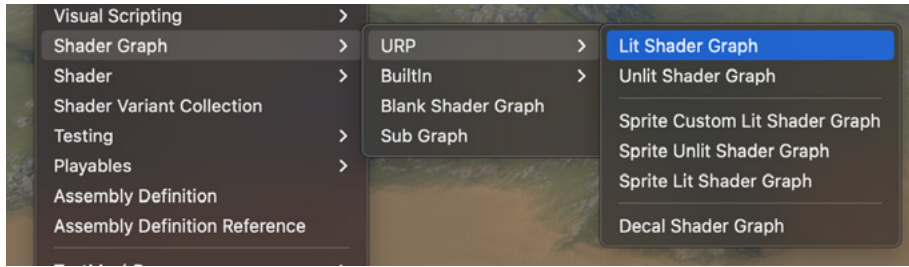 Visual Scripting
Shader Graph
Shader
Shader Variant Collection
Testing
Playables
Assembly Definition
Assembly Definition Reference
URP
BuiltIn
Blank Shader Graph
Sub Graph
Lit Shader Graph
Unlit Shader Graph
Sprite Custom Lit Shader Graph
Sprite Unlit Shader Graph
Sprite Lit Shader Graph
Decal Shader Graph